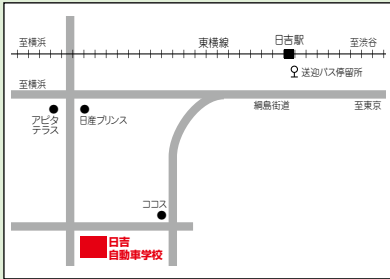 至横浜
東横線
日吉駅
至渋谷
送迎バス停留所
至横浜
綱島街道
至東京
アピタ
テラス
日産プリンス
ココス
日吉
自動車学校